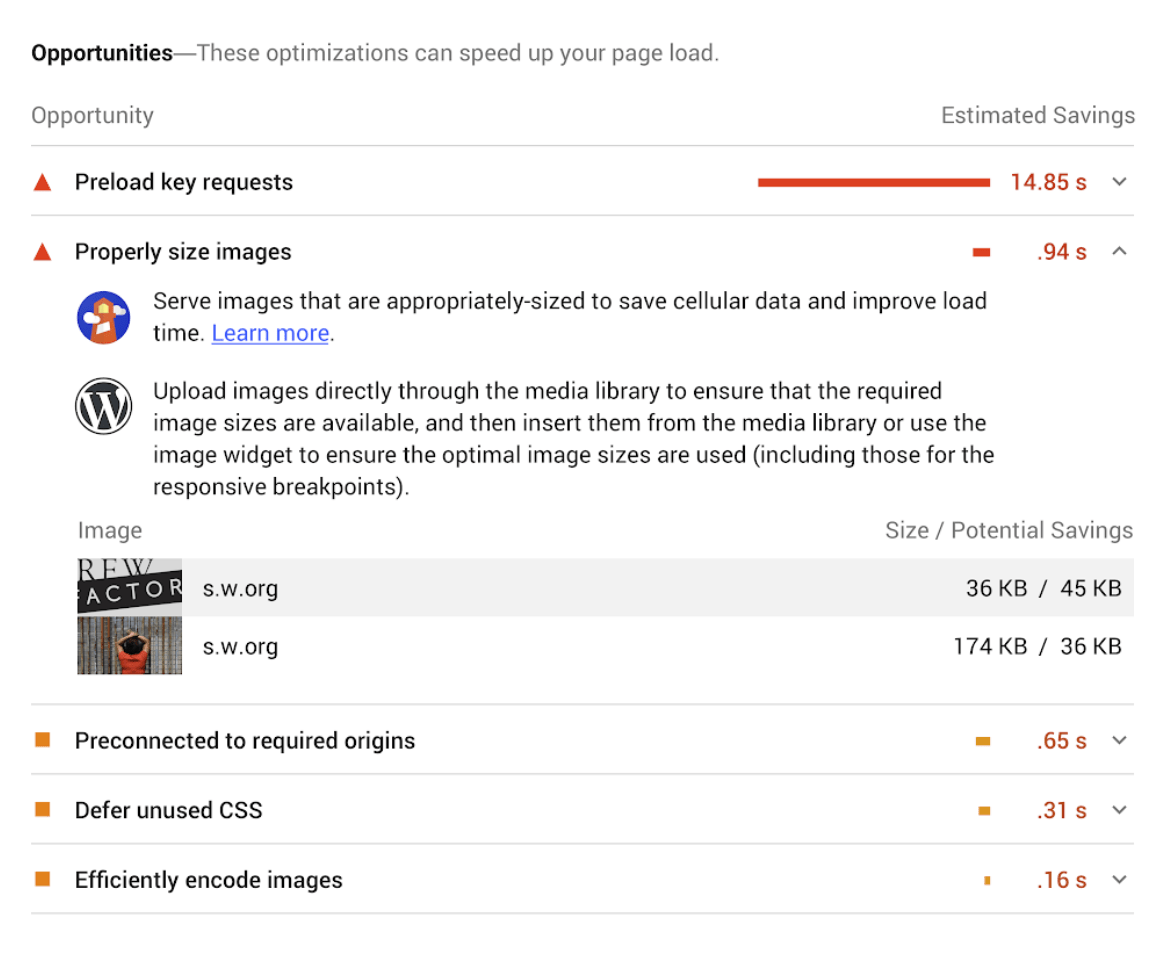 Opportunities—These optimizations can speed up your page load.
Opportunity Estimated Savings
Preload key requests 14.85 s
Properly size images .94 s
Serve images that are appropriately-sized to save cellular data and improve load
time. Learn more.
Upload images directly through the media library to ensure that the required
image sizes are available, and then insert them from the media library or use the
image widget to ensure the optimal image sizes are used (including those for the
responsive breakpoints).
Image Size / Potential Savings
REW
FACTOR
s.w.org 36 KB / 45 KB
s.w.org 174 KB / 36 KB
Preconnected to required origins .65 s
Defer unused CSS .31 s
Efficiently encode images .16 s